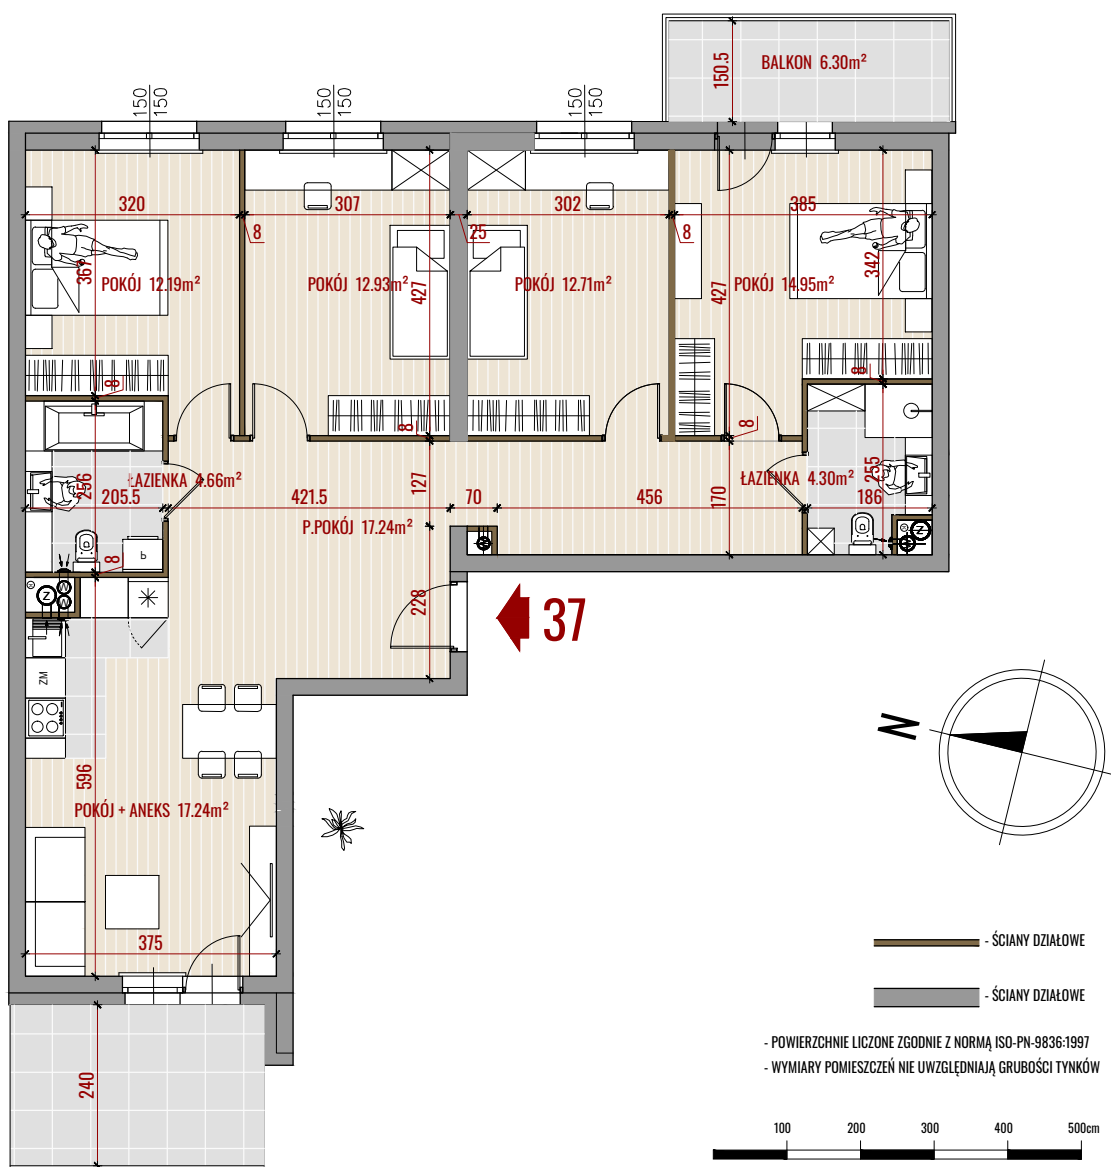 150.5
BALKON 6.30m²
150
150
150
150
150
150
320
307
302
385
8
25
8
367
POKÓJ 12.19m²
POKÓJ 12.93m²
427
POKÓJ 12.71m²
427
POKÓJ 14.95m²
342
8
8
8
8
ŁAZIENKA 4.66m²
256
205.5
421.5
127
70
456
170
ŁAZIENKA 4.30m²
255
186
P.POKÓJ 17.24m²
8
P
Z
W
W
Z
W
W
228
37
ZM
N
596
POKÓJ + ANEKS 17.24m²
375
240
- ŚCIANY DZIAŁOWE
- ŚCIANY DZIAŁOWE
- POWIERZCHNIE LICZONE ZGODNIE Z NORMĄ ISO-PN-9836:1997
- WYMIARY POMIESZCZEŃ NIE UWZGLĘDNIAJĄ GRUBOŚCI TYNKÓW
100 200 300 400 500cm